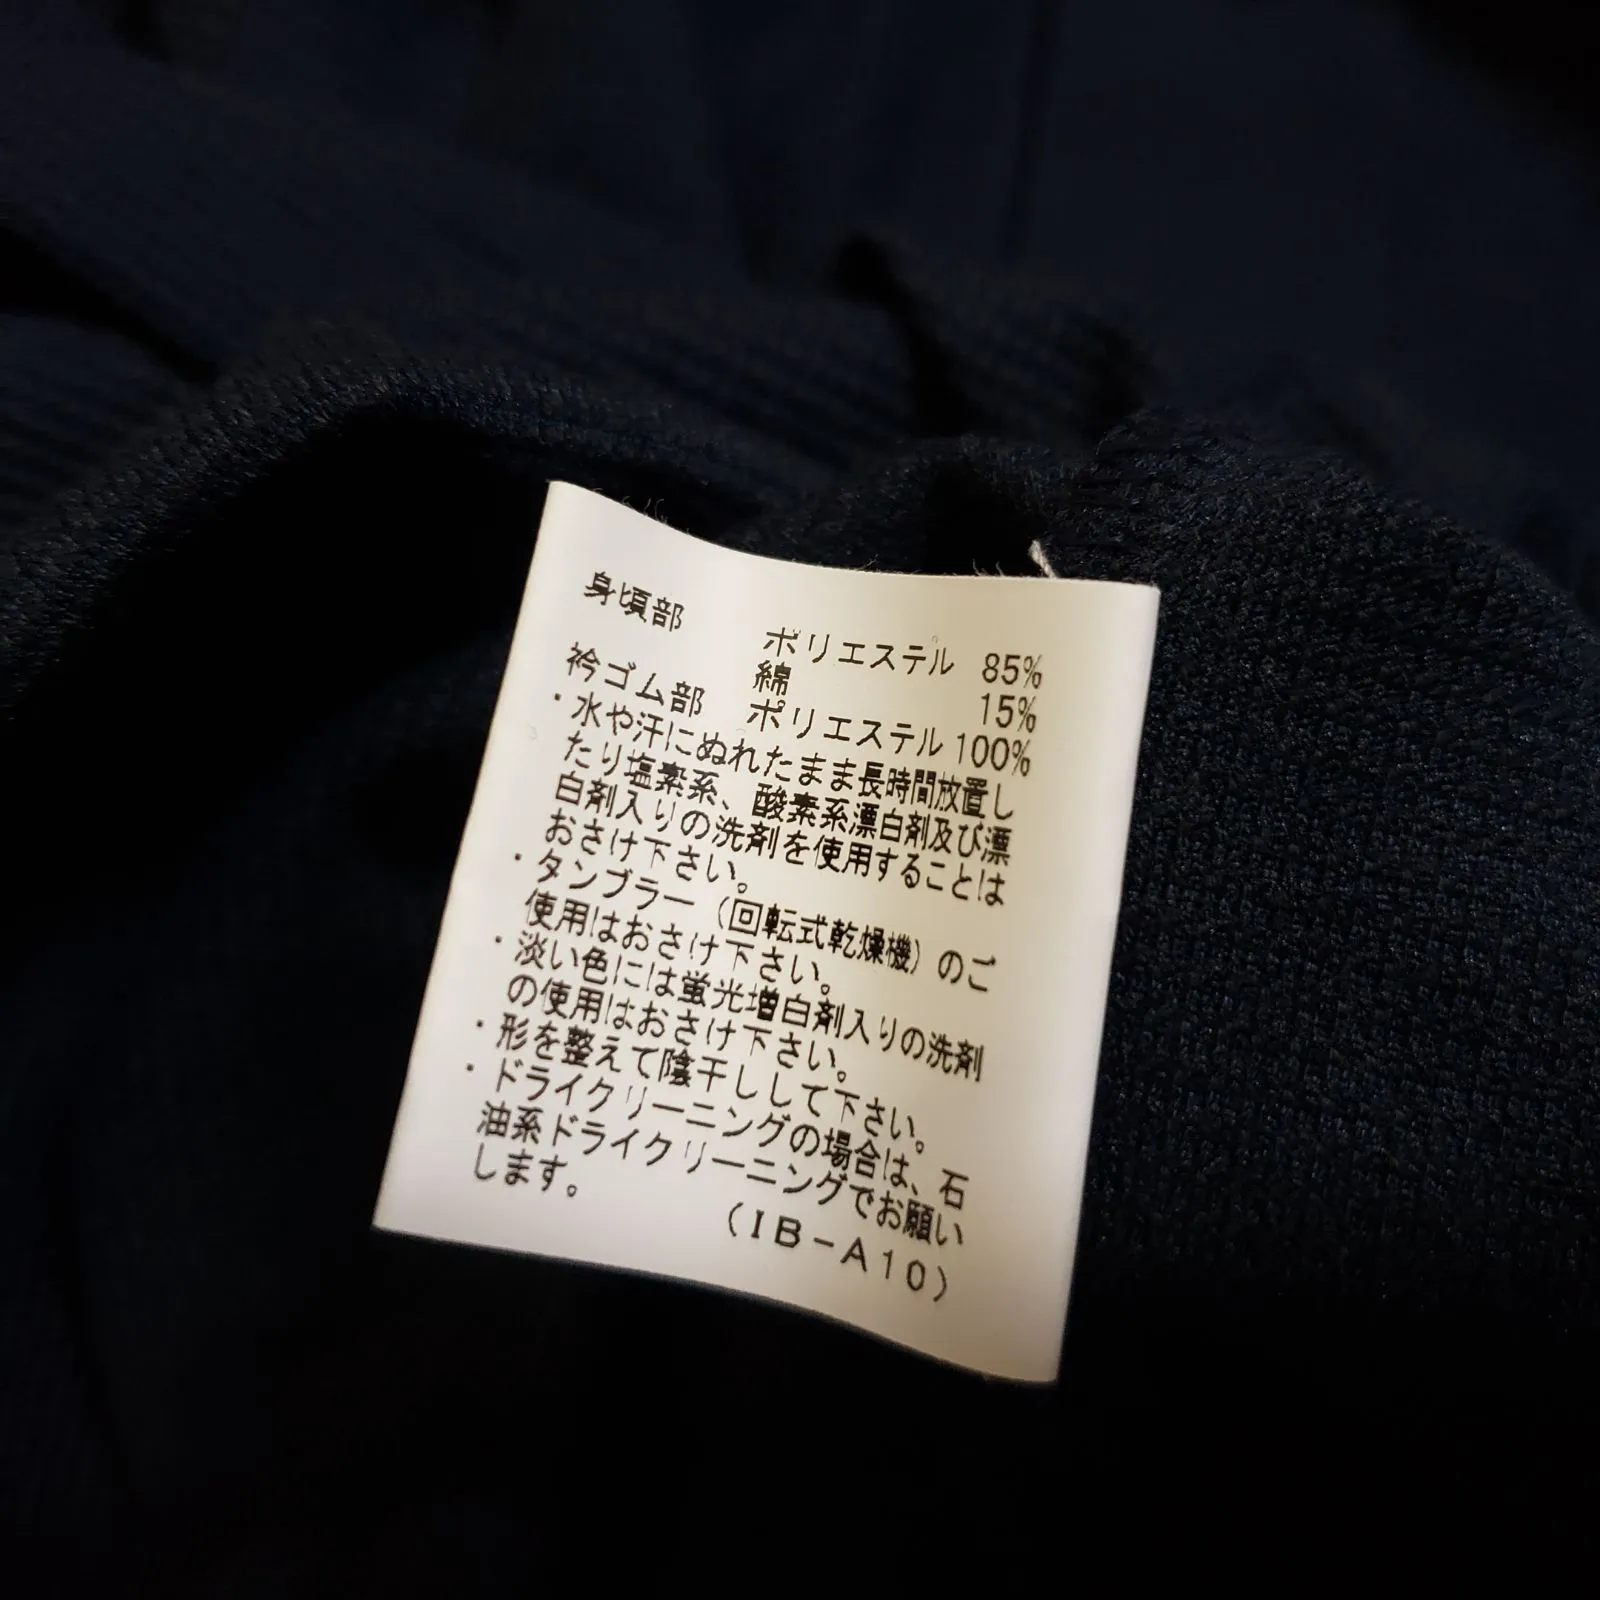 身頃部 ポリエステル 85%
綿 15%
衿ゴム部 ポリエステル 100%
・水や汗にぬれたまま長時間放置し
たり塩素系、酸素系漂白剤及び漂
白剤入りの洗剤を使用することは
おさけ下さい。
・タンブラー(回転式乾燥機)のご
使用はおさけ下さい。
・淡い色には蛍光増白剤入りの洗剤
の使用はおさけ下さい。
・形を整えて陰干しして下さい。
・ドライクリーニングの場合は、石
油系ドライクリーニングでお願い
します。
(IB-A10)